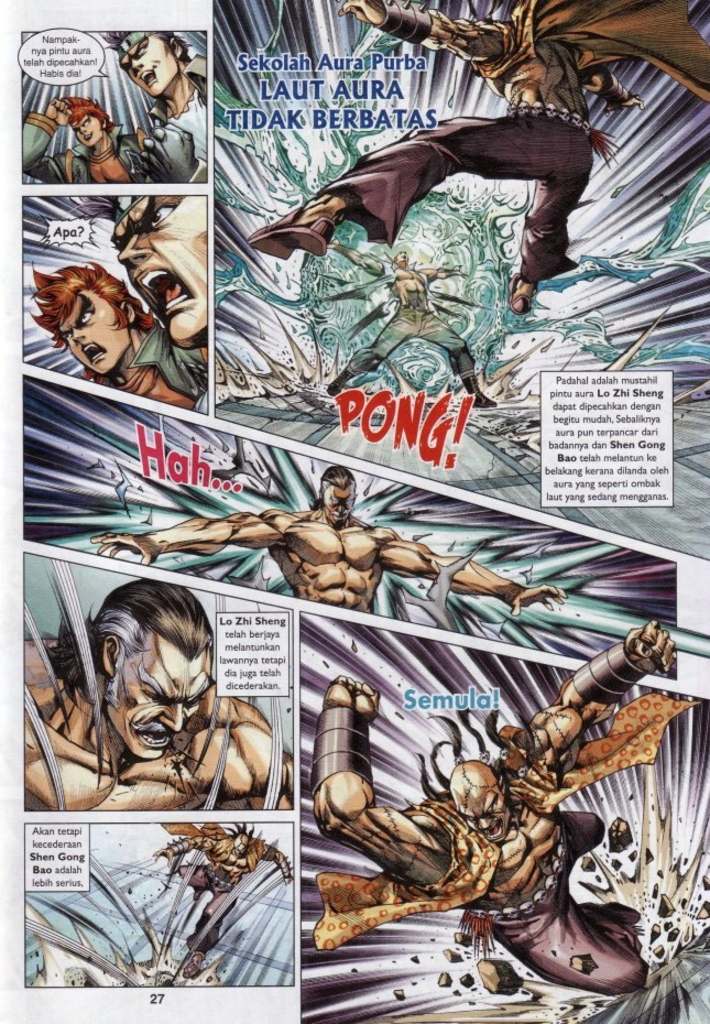 Nampak-
nya pintu aura
telah dipecahkan!
Habis dia!
Sekolah Aura Purba
LAUT AURA
TIDAK BERBATAS
Apa?
PONG!
Padahal adalah mustahil
pintu aura Lo Zhi Sheng
dapat dipecahkan dengan
begitu mudah, Sebaliknya
aura pun terpancar dari
badannya dan Shen Gong
Bao telah melantun ke
belakang kerana dilanda oleh
aura yang seperti ombak
laut yang sedang mengganas.
Hah...
Lo Zhi Sheng
telah berjaya
melantunkan
lawannya tetapi
dia juga telah
dicederakan.
Semula!
Akan tetapi
kecederaan
Shen Gong
Bao adalah
lebih serius.
27